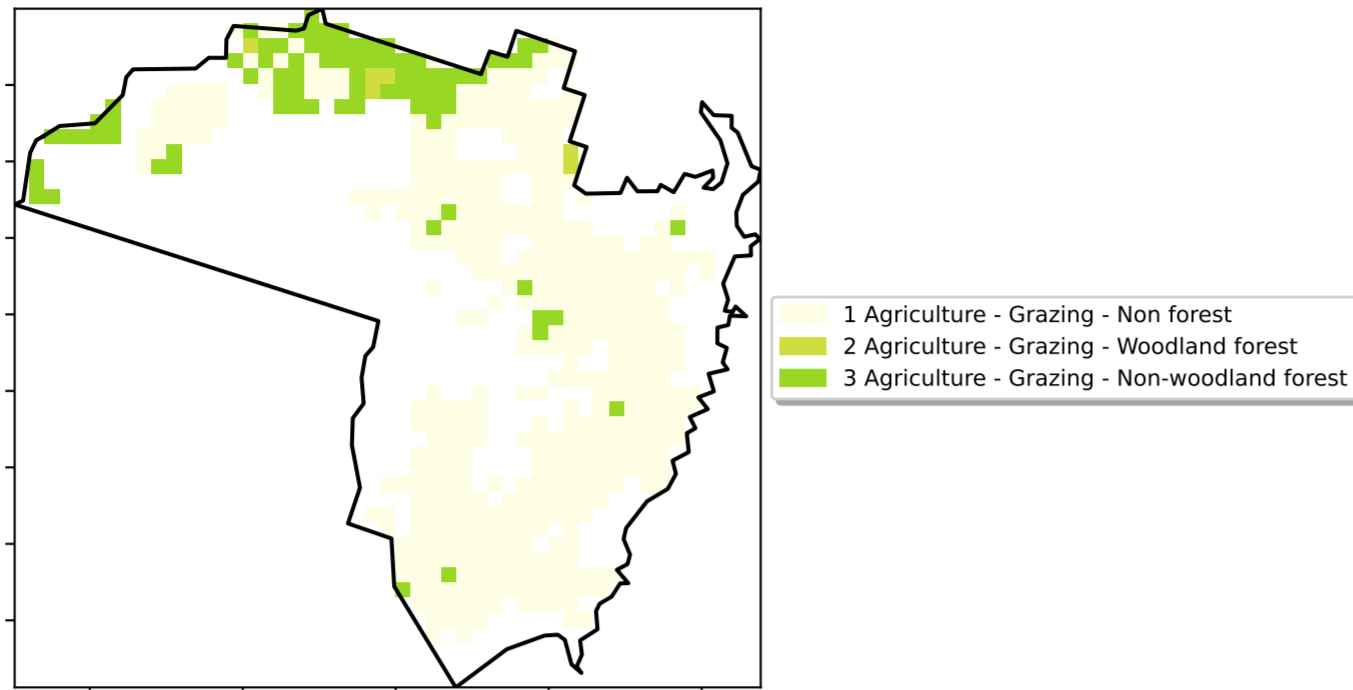 1 Agriculture - Grazing - Non forest
2 Agriculture - Grazing - Woodland forest
3 Agriculture - Grazing - Non-woodland forest